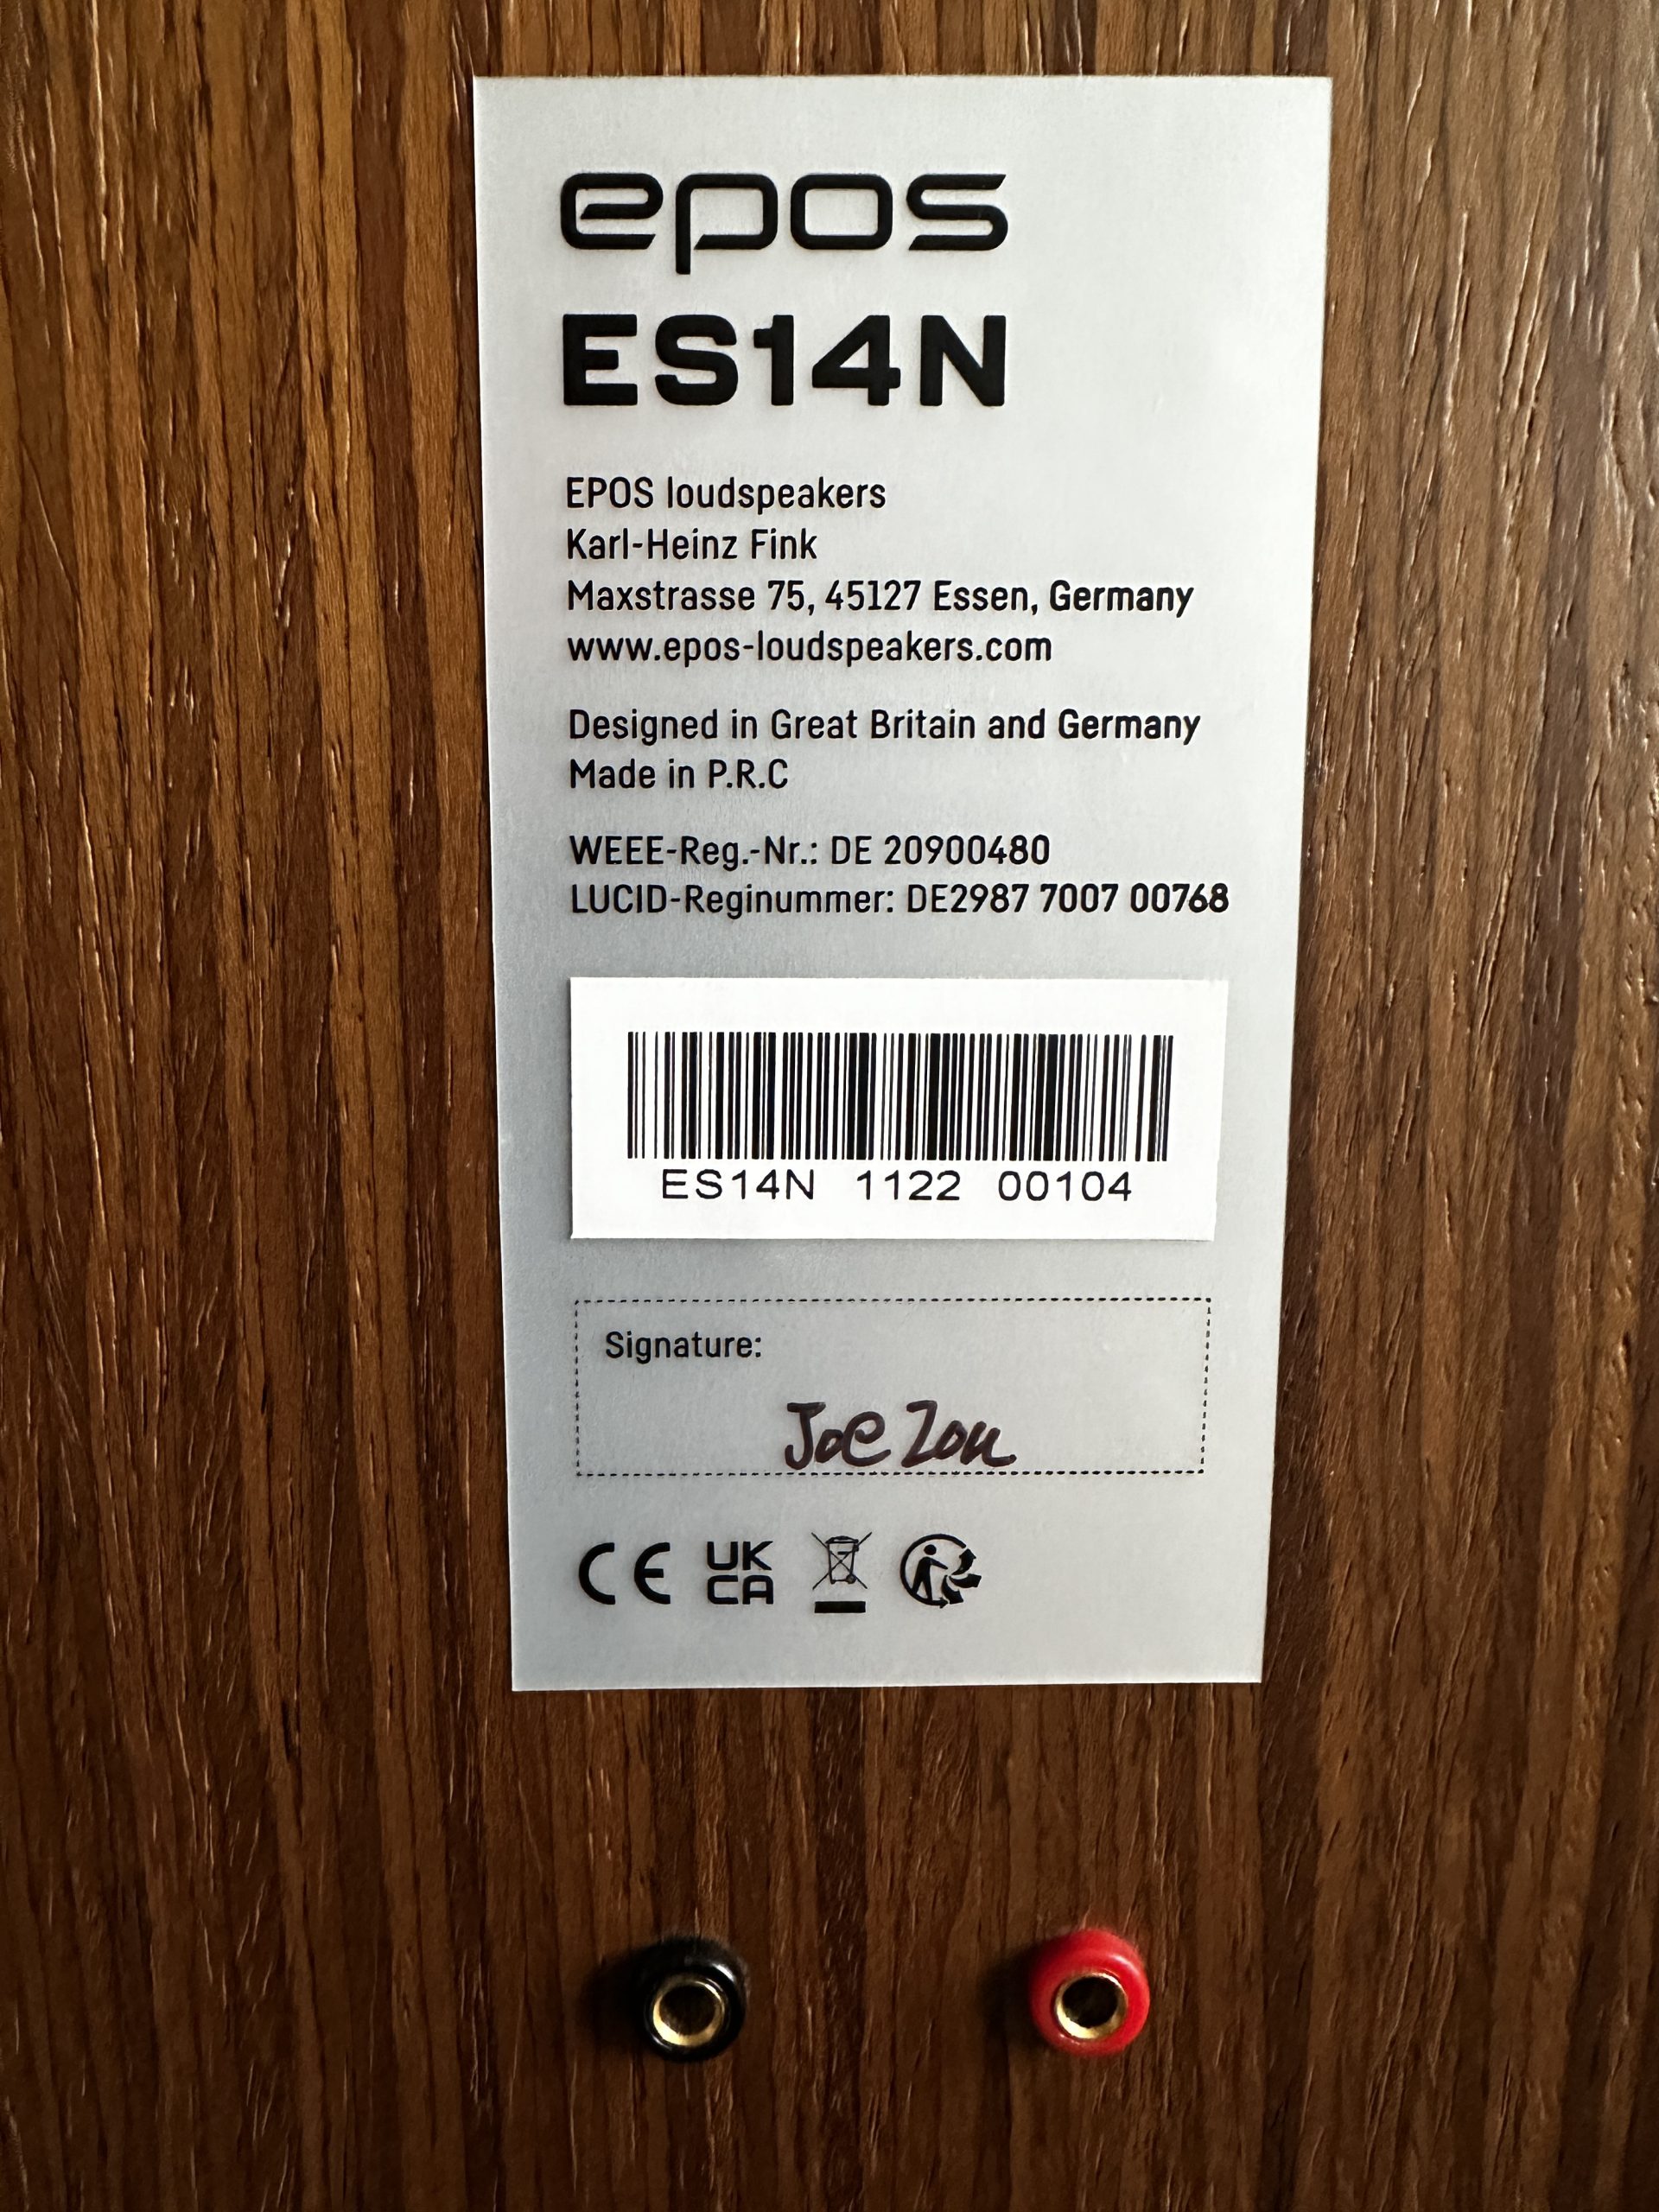 epos
ES14N
EPOS loudspeakers
Karl-Heinz Fink
Maxstrasse 75, 45127 Essen, Germany
www.epos-loudspeakers.com
Designed in Great Britain and Germany
Made in P.R.C
WEEE-Reg.-Nr.: DE 20900480
LUCID-Reginummer: DE2987 7007 00768
ES14N 1122 00104
Signature:
Joe Zou
CE UK CA